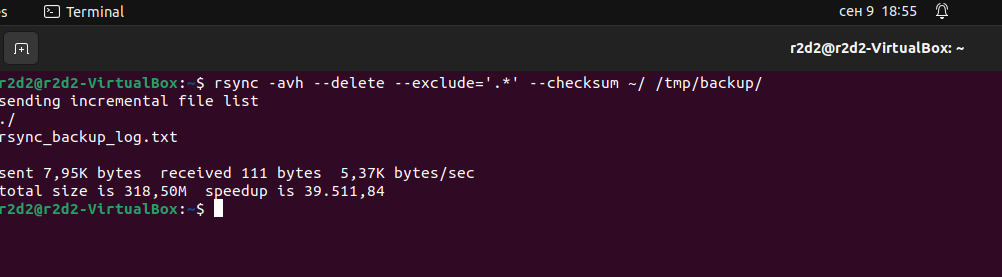 es
Terminal
сен 9 18:55
r2d2@r2d2-VirtualBox: ~
r2d2@r2d2-VirtualBox:~$ rsync -avh --delete --exclude='.*' --checksum ~/ /tmp/backup/
sending incremental file list
./
rsync_backup_log.txt
sent 7,95K bytes  received 111 bytes  5,37K bytes/sec
total size is 318,50M  speedup is 39.511,84
r2d2@r2d2-VirtualBox:~$